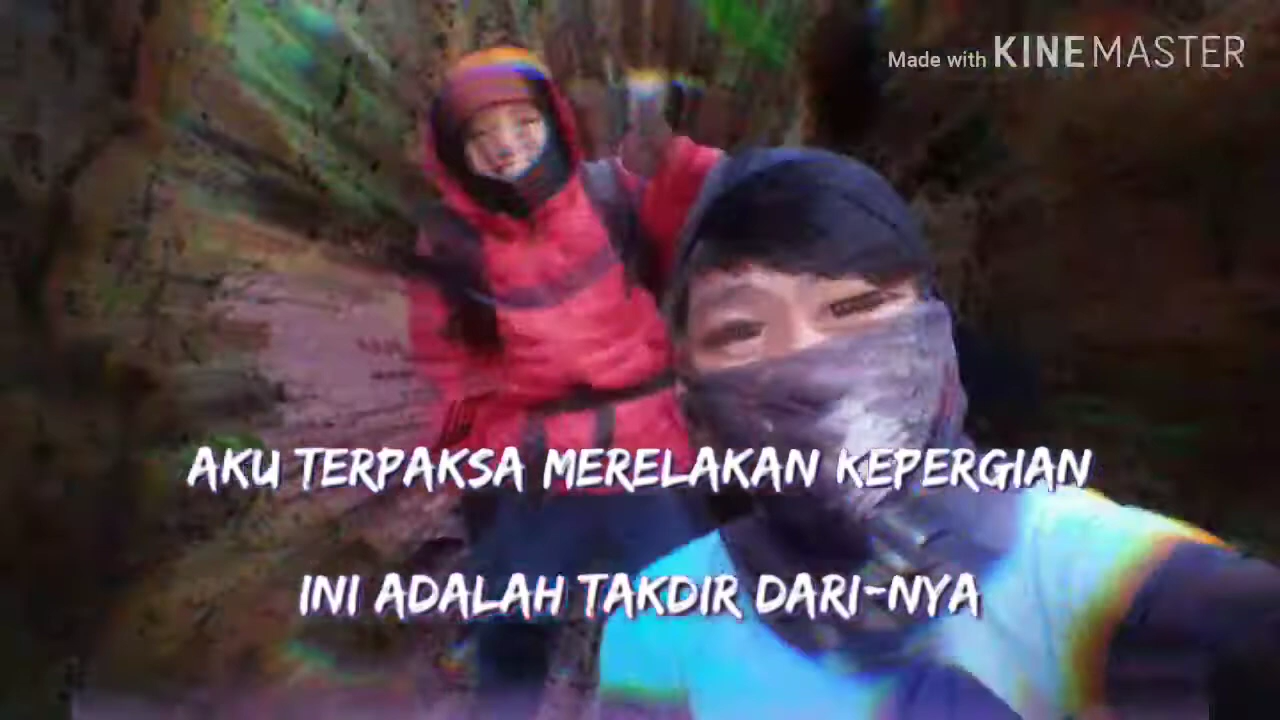 Made with KINEMASTER
AKU TERPAKSA MERELAKAN KEPERGIAN
INI ADALAH TAKDIR DARI-NYA